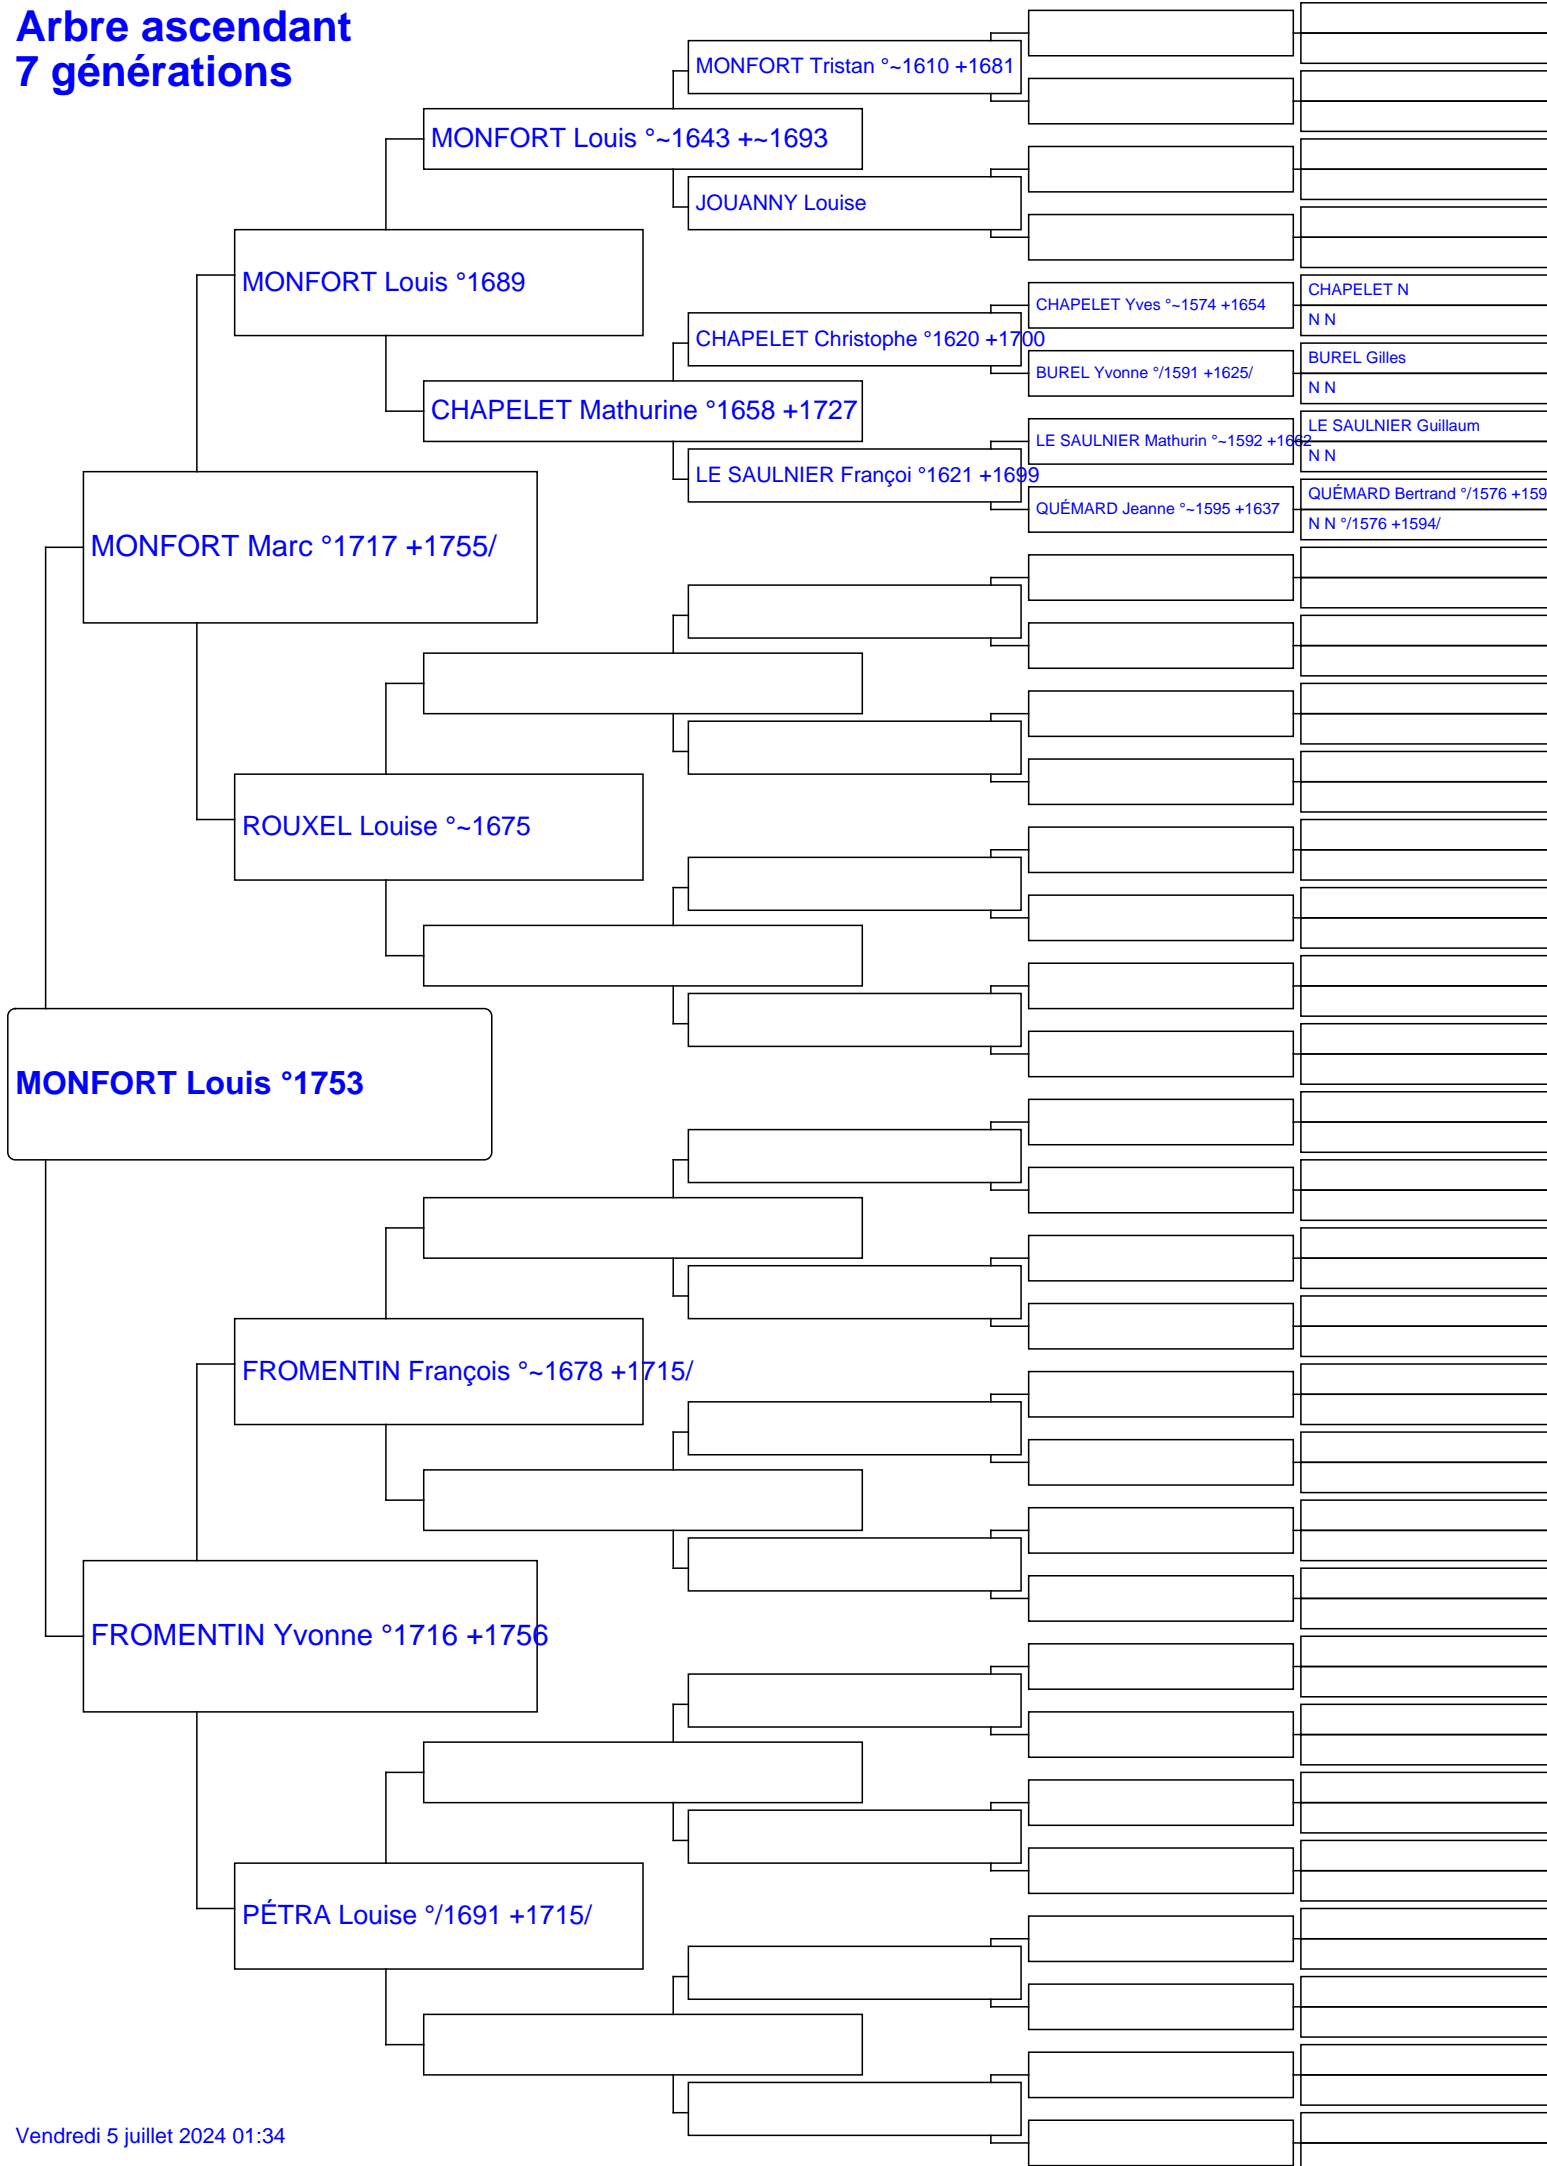 Arbre ascendant
7 générations
MONFORT Tristan °~1610 +1681
MONFORT Louis °~1643 +~1693
JOUANNY Louise
MONFORT Louis °1689
CHAPELET N
CHAPELET Yves °~1574 +1654
N N
CHAPELET Christophe °1620 +1700
BUREL Gilles
BUREL Yvonne °/1591 +1625/
N N
CHAPELET Mathurine °1658 +1727
LE SAULNIER Guillaum
LE SAULNIER Mathurin °~1592 +1662
N N
LE SAULNIER Françoi °1621 +1699
QUÉMARD Bertrand °/1576 +159
QUÉMARD Jeanne °~1595 +1637
N N °/1576 +1594/
MONFORT Marc °1717 +1755/
ROUXEL Louise °~1675
MONFORT Louis °1753
FROMENTIN François °~1678 +1715/
FROMENTIN Yvonne °1716 +1756
PÉTRA Louise °/1691 +1715/
Vendredi 5 juillet 2024 01:34